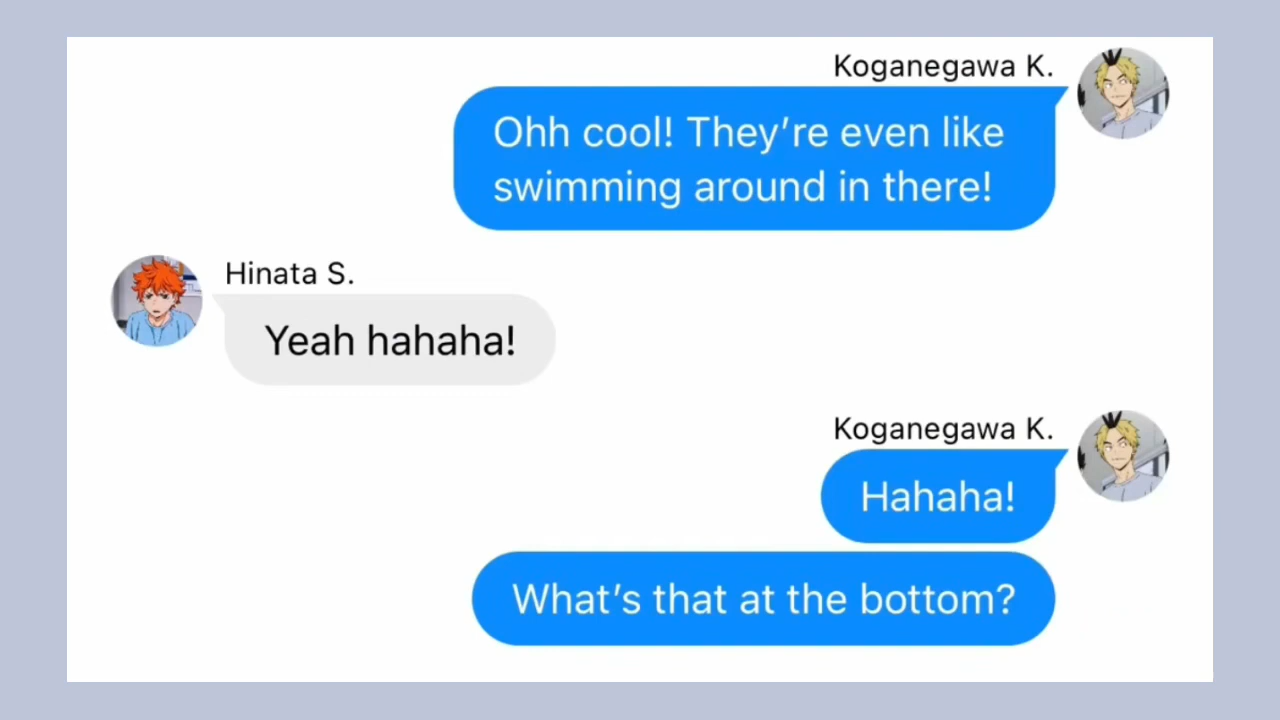 Koganegawa K.
Ohh cool! They’re even like
swimming around in there!
Hinata S.
Yeah hahaha!
Koganegawa K.
Hahaha!
What’s that at the bottom?